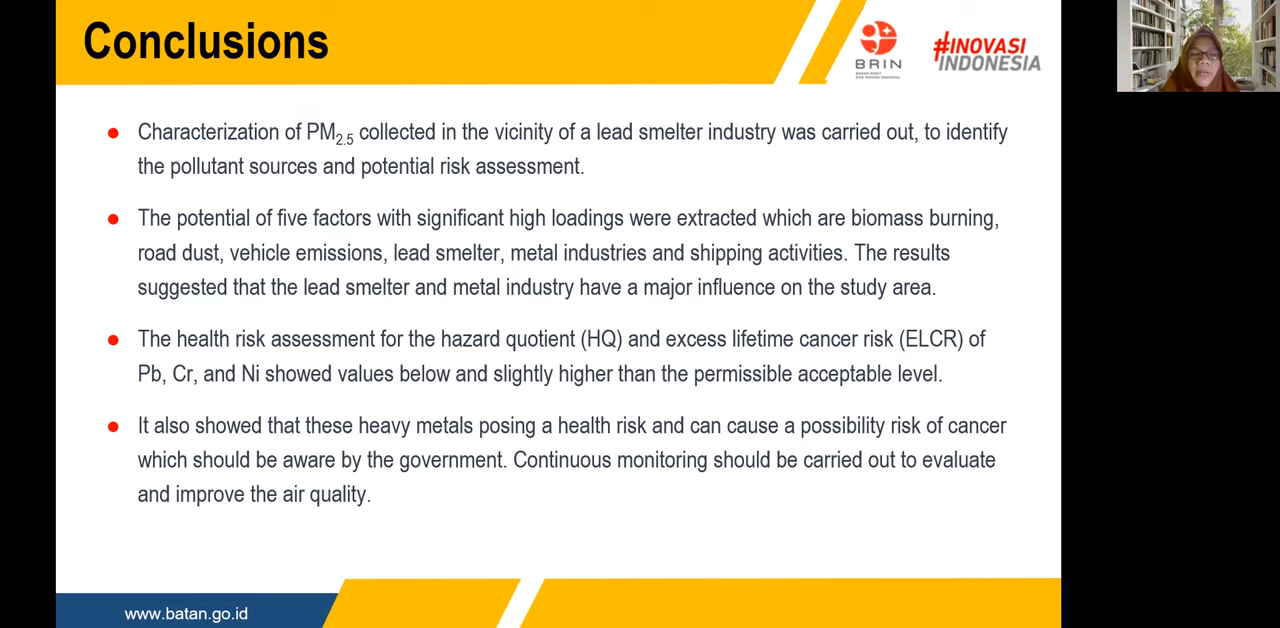 Conclusions
BRIN
#INOVASI
INDONESIA
Characterization of PM2.5 collected in the vicinity of a lead smelter industry was carried out, to identify
the pollutant sources and potential risk assessment.
The potential of five factors with significant high loadings were extracted which are biomass burning,
road dust, vehicle emissions, lead smelter, metal industries and shipping activities. The results
suggested that the lead smelter and metal industry have a major influence on the study area.
The health risk assessment for the hazard quotient (HQ) and excess lifetime cancer risk (ELCR) of
Pb, Cr, and Ni showed values below and slightly higher than the permissible acceptable level.
It also showed that these heavy metals posing a health risk and can cause a possibility risk of cancer
which should be aware by the government. Continuous monitoring should be carried out to evaluate
and improve the air quality.
www.batan.go.id